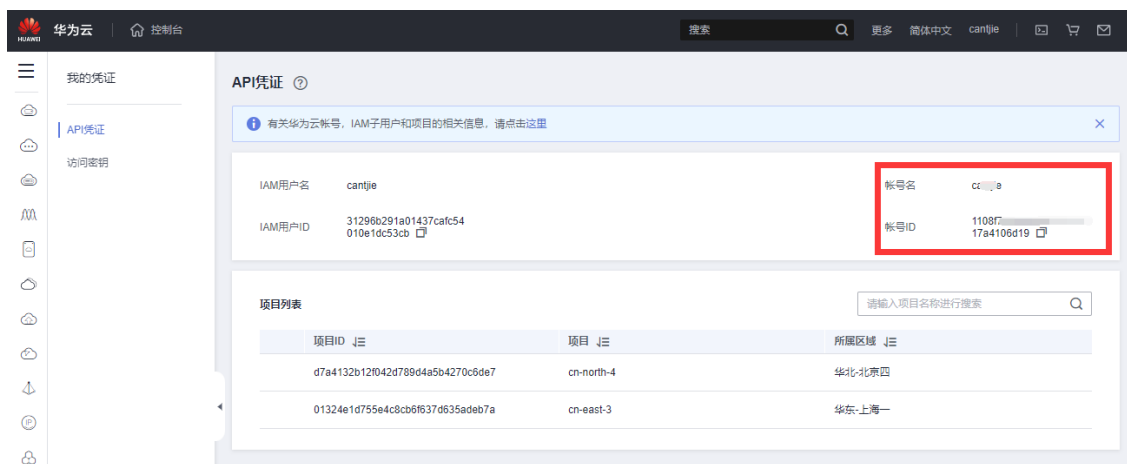 HUAWEI 华为云 控制台 搜索 更多 简体中文 cantjie
我的凭证
API凭证
访问密钥
API凭证
有关华为云帐号，IAM子用户和项目的相关信息，请点击这里
IAM用户名 cantjie 帐号名
IAM用户ID 31296b291a01437cafc54
010e1dc53cb
帐号ID 1108f7
17a4106d19
项目列表 请输入项目名称进行搜索
项目ID 项目 所属区域
d7a4132b12f042d789d4a5b4270c6de7 cn-north-4 华北-北京四
01324e1d755e4c8cb6f637d635adeb7a cn-east-3 华东-上海一